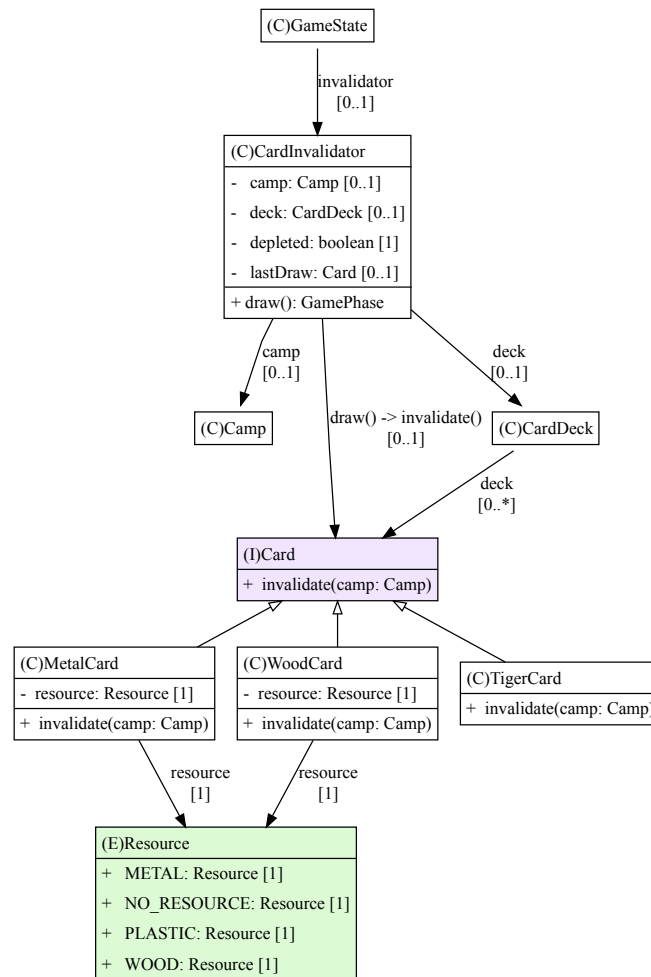 (C)GameState
invalidator
[0..1]
(C)CardInvalidator
- camp: Camp [0..1]
- deck: CardDeck [0..1]
- depleted: boolean [1]
- lastDraw: Card [0..1]
+ draw(): GamePhase
camp
[0..1]
deck
[0..1]
draw() -> invalidate()
[0..1]
(C)Camp
(C)CardDeck
deck
[0..*]
(I)Card
+ invalidate(camp: Camp)
(C)MetalCard
- resource: Resource [1]
+ invalidate(camp: Camp)
(C)WoodCard
- resource: Resource [1]
+ invalidate(camp: Camp)
(C)TigerCard
+ invalidate(camp: Camp)
resource
[1]
resource
[1]
(E)Resource
+ METAL: Resource [1]
+ NO_RESOURCE: Resource [1]
+ PLASTIC: Resource [1]
+ WOOD: Resource [1]